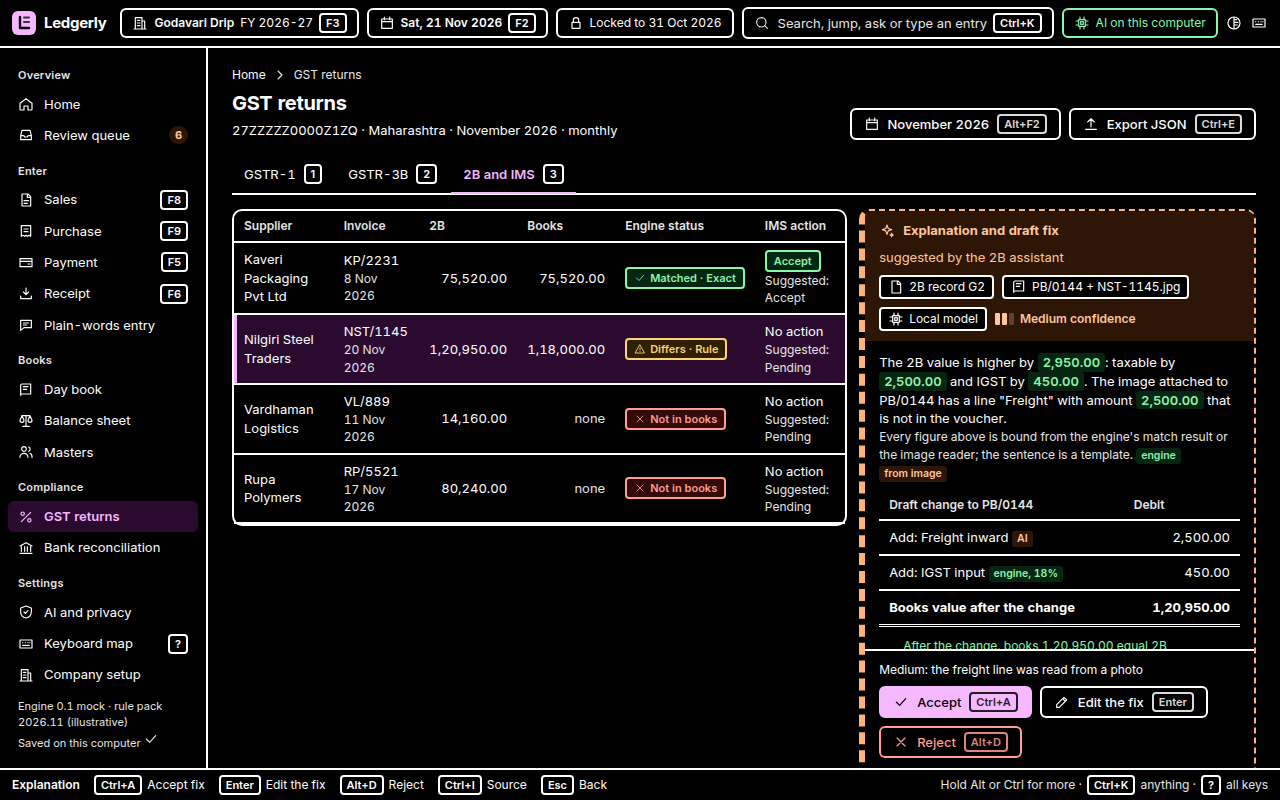 Ledgerly
Godavari Drip FY 2026-27 F3
Sat, 21 Nov 2026 F2
Locked to 31 Oct 2026
Search, jump, ask or type an entry Ctrl+K
AI on this computer
Overview
Home
Review queue 6
Enter
Sales F8
Purchase F9
Payment F5
Receipt F6
Plain-words entry
Books
Day book
Balance sheet
Masters
Compliance
GST returns
Bank reconciliation
Settings
AI and privacy
Keyboard map ?
Company setup
Engine 0.1 mock · rule pack
2026.11 (illustrative)
Saved on this computer
Home > GST returns
GST returns
27ZZZZZ0000Z1ZQ · Maharashtra · November 2026 · monthly
November 2026 Alt+F2
Export JSON Ctrl+E
GSTR-1 1 GSTR-3B 2 2B and IMS 3
Supplier Invoice 2B Books Engine status IMS action
Kaveri Packaging Pvt Ltd KP/2231 8 Nov 2026 75,520.00 75,520.00 Matched · Exact Accept Suggested: Accept
Nilgiri Steel Traders NST/1145 20 Nov 2026 1,20,950.00 1,18,000.00 Differs · Rule No action Suggested: Pending
Vardhaman Logistics VL/889 11 Nov 2026 14,160.00 none Not in books No action Suggested: Pending
Rupa Polymers RP/5521 17 Nov 2026 80,240.00 none Not in books No action Suggested: Pending
Explanation and draft fix
suggested by the 2B assistant
2B record G2 PB/0144 + NST-1145.jpg
Local model Medium confidence
The 2B value is higher by 2,950.00 : taxable by
2,500.00 and IGST by 450.00 . The image attached to
PB/0144 has a line "Freight" with amount 2,500.00 that
is not in the voucher.
Every figure above is bound from the engine's match result or
the image reader; the sentence is a template. engine
from image
Draft change to PB/0144 Debit
Add: Freight inward AI 2,500.00
Add: IGST input engine, 18% 450.00
Books value after the change 1,20,950.00
After the change, books 1,20,950.00 equal 2B
Medium: the freight line was read from a photo
Accept Ctrl+A Edit the fix Enter
Reject Alt+D
Explanation Ctrl+A Accept fix Enter Edit the fix Alt+D Reject Ctrl+I Source Esc Back
Hold Alt or Ctrl for more · Ctrl+K anything · ? all keys